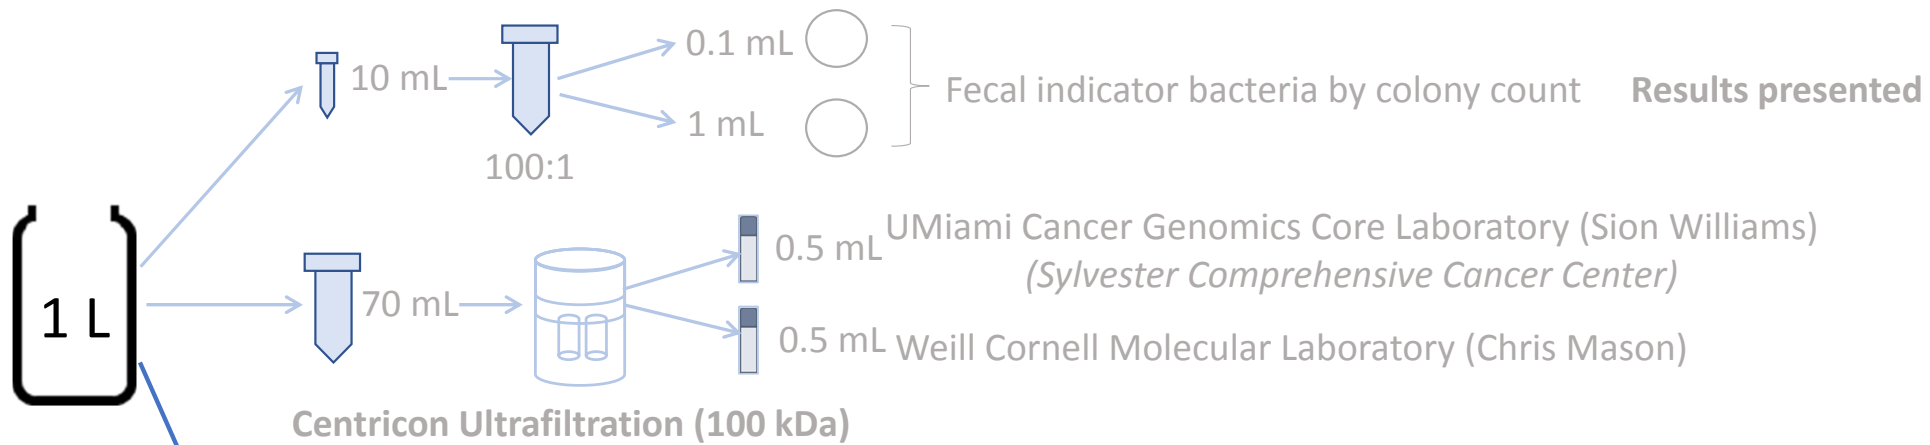 0.1 mL
10 mL
1 mL
100:1
Fecal indicator bacteria by colony count Results presented
1 L
70 mL
0.5 mL UMiami Cancer Genomics Core Laboratory (Sion Williams)
(Sylvester Comprehensive Cancer Center)
0.5 mL Weill Cornell Molecular Laboratory (Chris Mason)
Centricon Ultrafiltration (100 kDa)